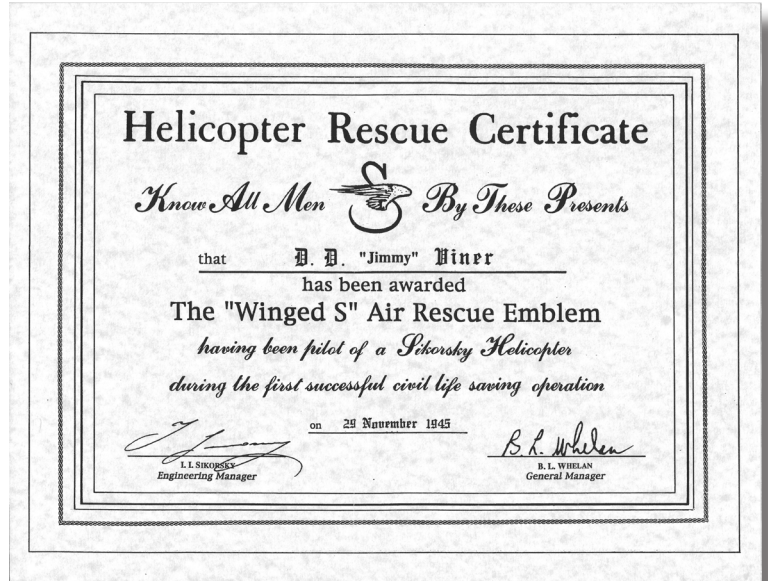 Helicopter Rescue Certificate
Know All Men S By These Presents
that D. D. "Jimmy" Viner
has been awarded
The "Winged S" Air Rescue Emblem
having been pilot of a Sikorsky Helicopter
during the first successful civil life saving operation
on 29 November 1945
I. I. SIKORSKY
Engineering Manager
B. L. Whelan
B. L. WHELAN
General Manager